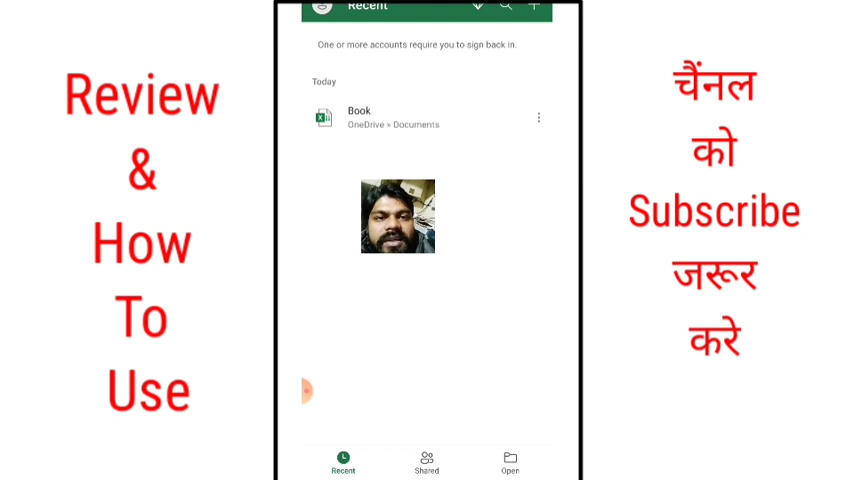 Review
&
How
To
Use
Recent
One or more accounts require you to sign back in.
Today
Book
OneDrive » Documents
Recent
Shared
Open
चैंनल
को
Subscribe
जरूर
करे